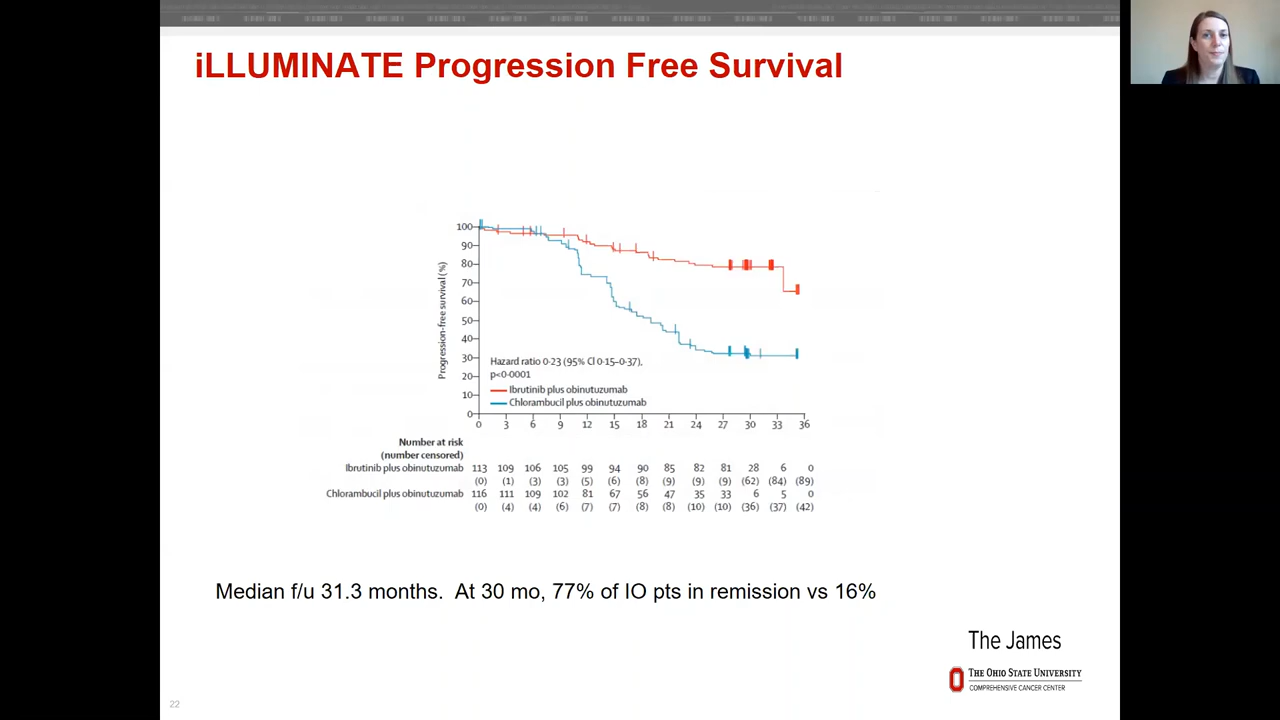 iLLUMINATE Progression Free Survival
Progression-free survival (%)
100
90
80
70
60
50
40
30
20
10
0
Hazard ratio 0·23 (95% CI 0·15–0·37),
p<0·0001
Ibrutinib plus obinutuzumab
Chlorambucil plus obinutuzumab
0 3 6 9 12 15 18 21 24 27 30 33 36
Number at risk
(number censored)
Ibrutinib plus obinutuzumab 113 109 106 105 99 94 90 85 82 81 28 6 0
(0) (1) (3) (3) (5) (6) (8) (9) (9) (9) (62) (84) (89)
Chlorambucil plus obinutuzumab 116 111 109 102 81 67 56 47 35 33 6 5 0
(0) (4) (4) (6) (7) (7) (8) (8) (10) (10) (36) (37) (42)
Median f/u 31.3 months. At 30 mo, 77% of IO pts in remission vs 16%
The James
THE OHIO STATE UNIVERSITY
COMPREHENSIVE CANCER CENTER
22